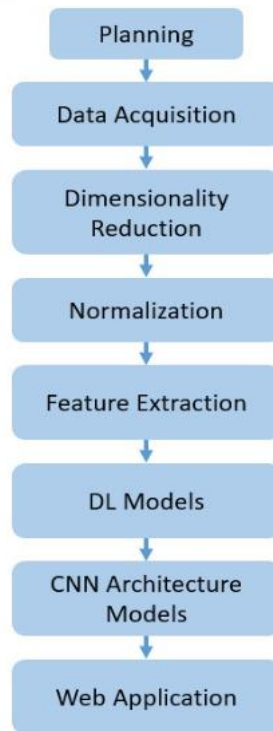 Planning
Data Acquisition
Dimensionality
Reduction
Normalization
Feature Extraction
DL Models
CNN Architecture
Models
Web Application